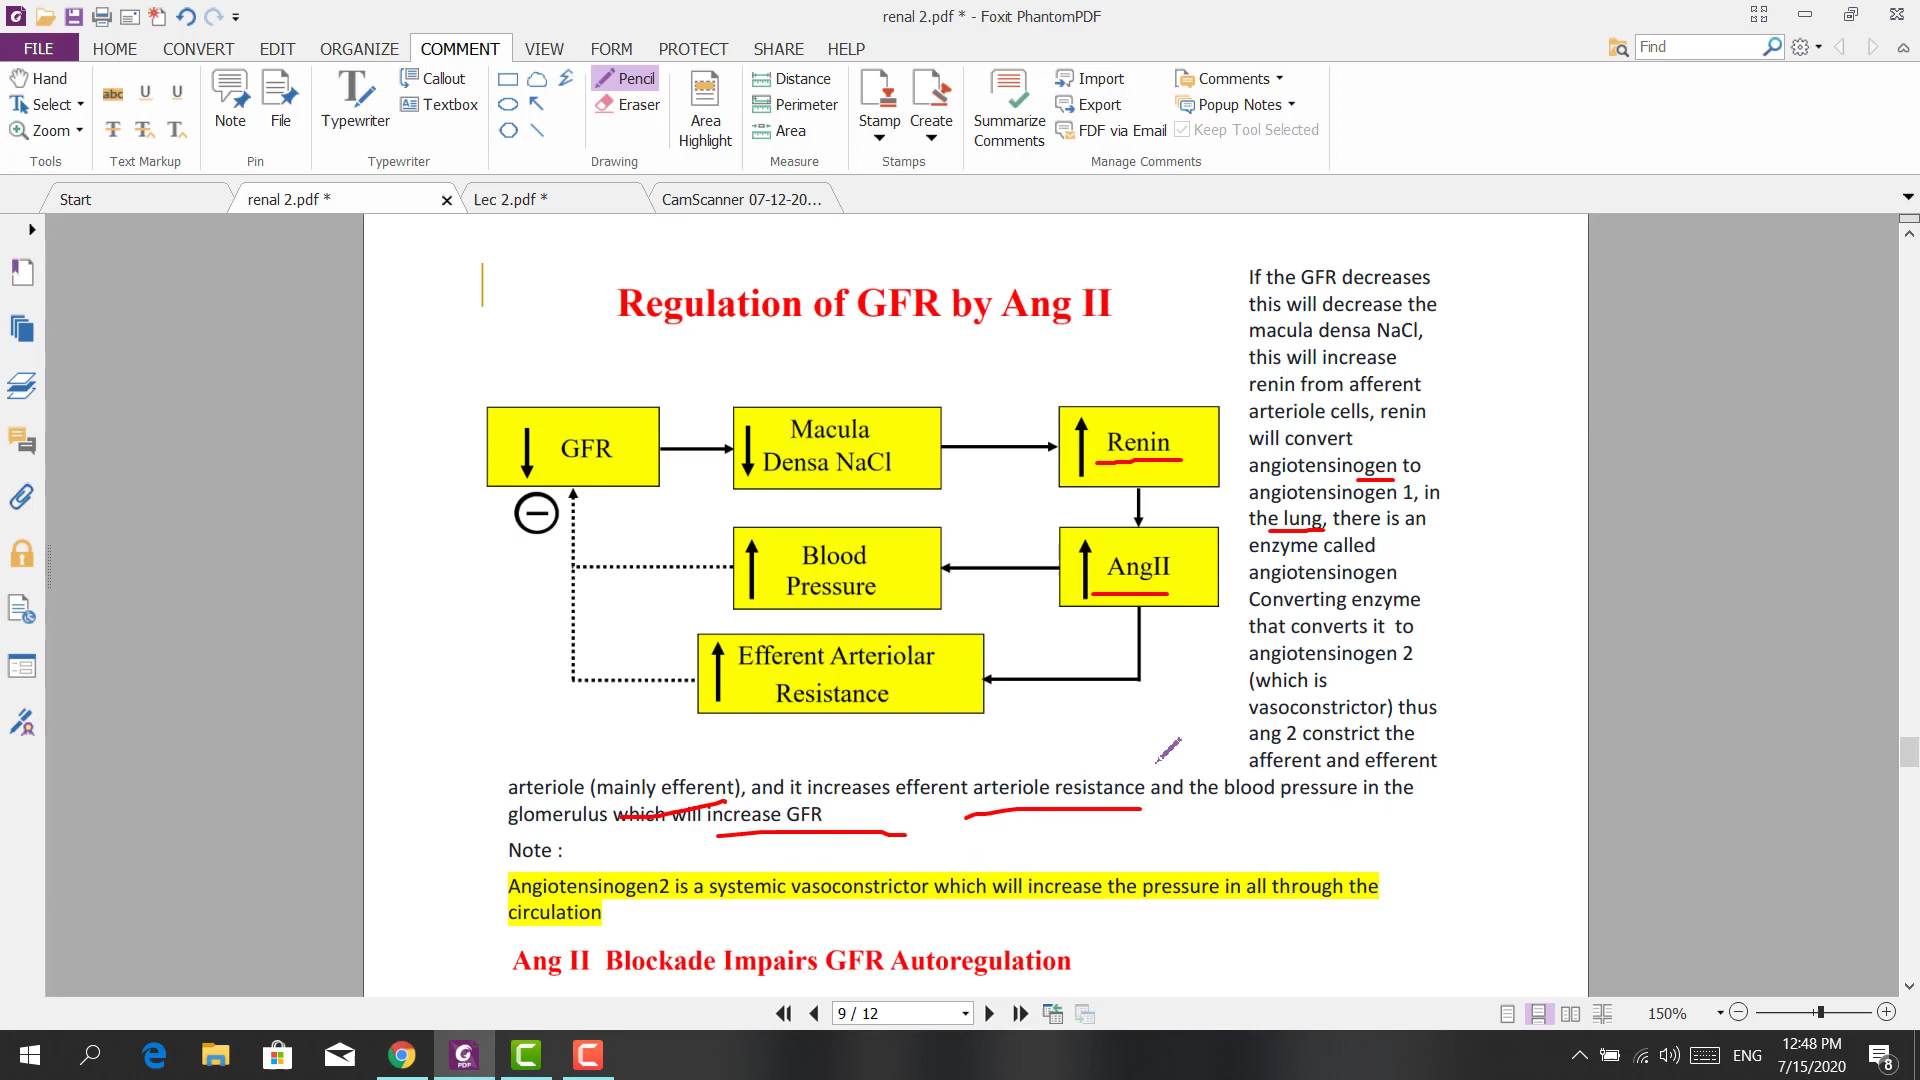 renal 2.pdf * - Foxit PhantomPDF
FILE HOME CONVERT EDIT ORGANIZE COMMENT VIEW FORM PROTECT SHARE HELP
Find
Hand
Select
Zoom
Tools
abc U U
T T T
Text Markup
Note
File
Pin
Typewriter
Typewriter
Callout
Textbox
Pencil
Eraser
Drawing
Area
Highlight
Distance
Perimeter
Area
Measure
Stamp
Create
Stamps
Summarize
Comments
Import
Export
FDF via Email
Comments
Popup Notes
Keep Tool Selected
Manage Comments
Start
renal 2.pdf *
Lec 2.pdf *
CamScanner 07-12-20...
Regulation of GFR by Ang II
GFR
Macula
Densa NaCl
Renin
Blood
Pressure
AngII
Efferent Arteriolar
Resistance
If the GFR decreases
this will decrease the
macula densa NaCl,
this will increase
renin from afferent
arteriole cells, renin
will convert
angiotensinogen to
angiotensinogen 1, in
the lung, there is an
enzyme called
angiotensinogen
Converting enzyme
that converts it  to
angiotensinogen 2
(which is
vasoconstrictor) thus
ang 2 constrict the
afferent and efferent
arteriole (mainly efferent), and it increases efferent arteriole resistance and the blood pressure in the
glomerulus which will increase GFR
Note :
Angiotensinogen2 is a systemic vasoconstrictor which will increase the pressure in all through the
circulation
Ang II  Blockade Impairs GFR Autoregulation
9 / 12
150%
PDF
ENG
12:48 PM
7/15/2020
8